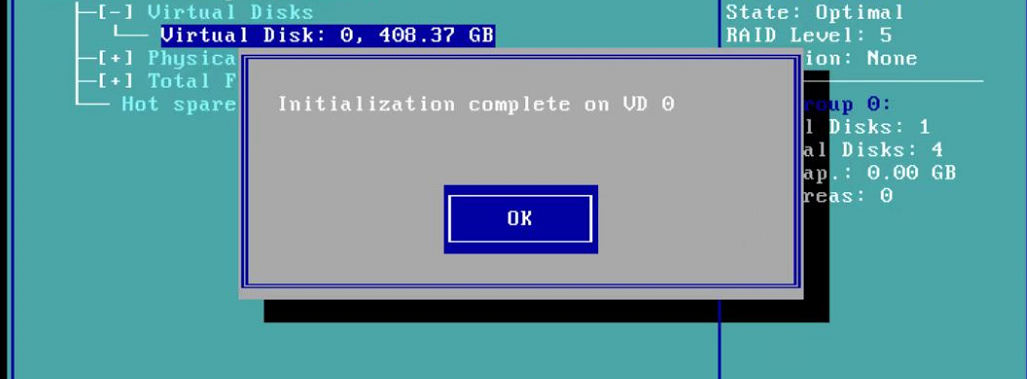 [-] Virtual Disks
Virtual Disk: 0, 408.37 GB
[+] Physica
[+] Total F
Hot spare
Initialization complete on VD 0
OK
State: Optimal
RAID Level: 5
ion: None
oup 0:
l Disks: 1
al Disks: 4
ap.: 0.00 GB
reas: 0